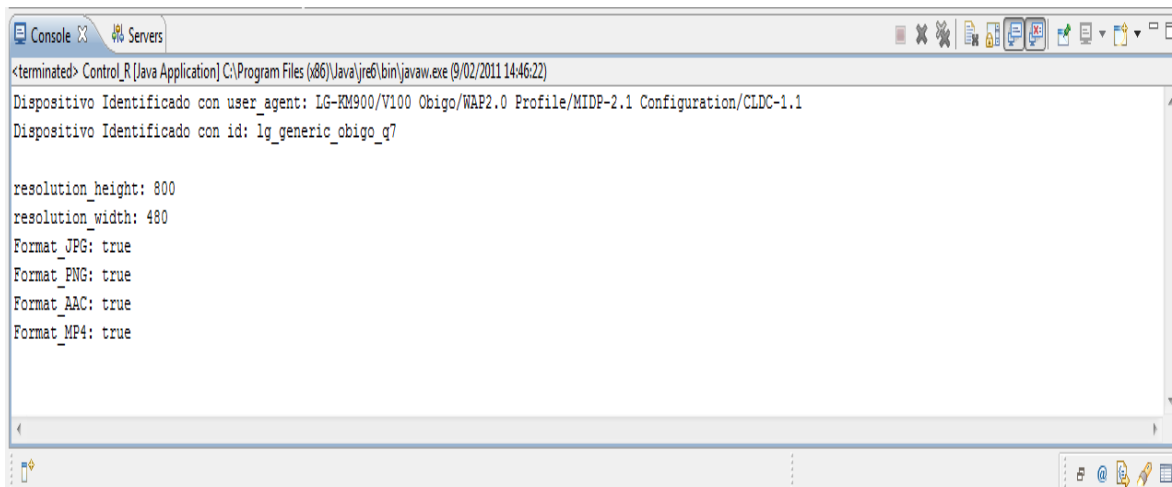 Console Servers
<terminated> Control_R [Java Application] C:\Program Files (x86)\Java\jre6\bin\javaw.exe (9/02/2011 14:46:22)
Dispositivo Identificado con user_agent: LG-KM900/V100 Obigo/WAP2.0 Profile/MIDP-2.1 Configuration/CLDC-1.1
Dispositivo Identificado con id: lg_generic_obigo_q7
resolution_height: 800
resolution_width: 480
Format_JPG: true
Format_PNG: true
Format_AAC: true
Format_MP4: true